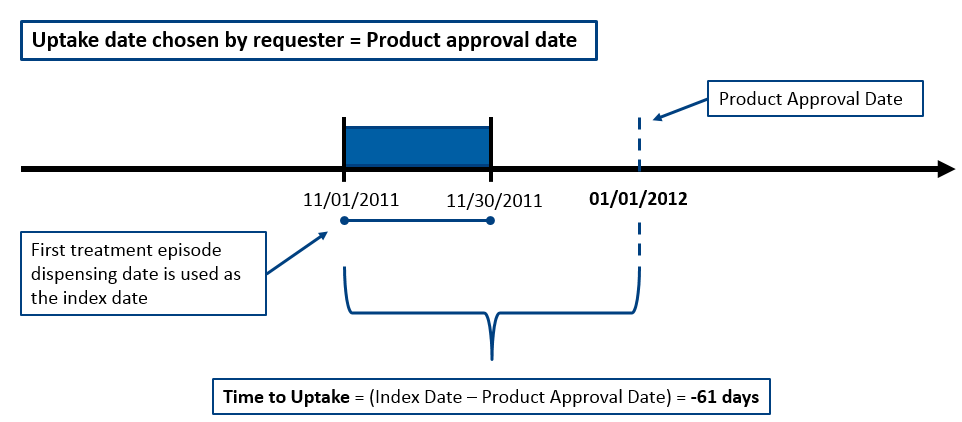 Uptake date chosen by requester = Product approval date
Product Approval Date
11/01/2011
11/30/2011
01/01/2012
First treatment episode
dispensing date is used as
the index date
Time to Uptake = (Index Date – Product Approval Date) = -61 days